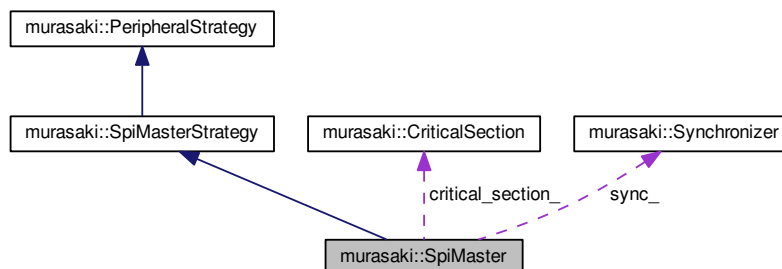 murasaki::PeripheralStrategy
murasaki::SpiMasterStrategy
murasaki::CriticalSection
murasaki::Synchronizer
critical_section_
sync_
murasaki::SpiMaster